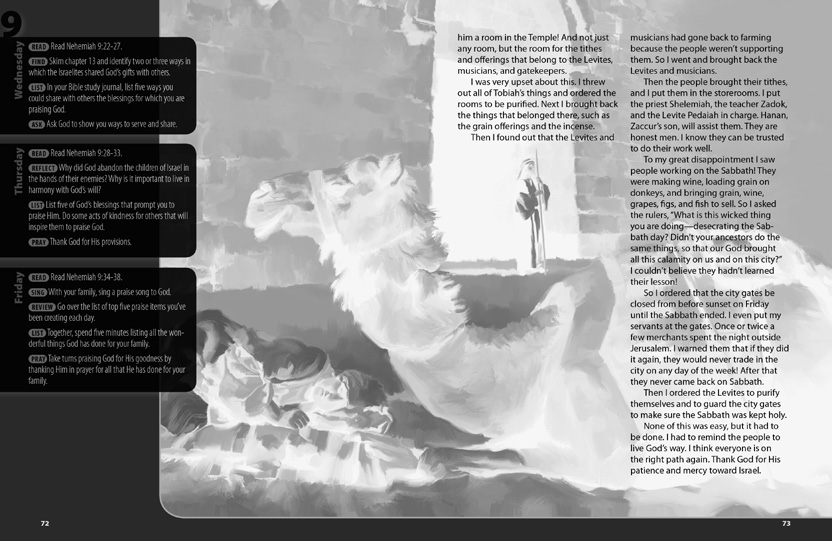 9
Wednesday
READ Read Nehemiah 9:22–27.
FIND Skim chapter 13 and identify two or three ways in
which the Israelites shared God's gifts with others.
LIST In your Bible study journal, list five ways you
could share with others the blessings for which you are
praising God.
ASK Ask God to show you ways to serve and share.
Thursday
READ Read Nehemiah 9:28–33.
REFLECT Why did God abandon the children of Israel in
the hands of their enemies? Why is it important to live in
harmony with God's will?
LIST List five of God's blessings that prompt you to
praise Him. Do some acts of kindness for others that will
inspire them to praise God.
PRAY Thank God for His provisions.
Friday
READ Read Nehemiah 9:34-38.
SING With your family, sing a praise song to God.
REVIEW Go over the list of top five praise items you've
been creating each day.
LIST Together, spend five minutes listing all the won-
derful things God has done for your family.
PRAY Take turns praising God for His goodness by
thanking Him in prayer for all that He has done for your
family.
72
him a room in the Temple! And not just
any room, but the room for the tithes
and offerings that belong to the Levites,
musicians, and gatekeepers.
I was very upset about this. I threw
out all of Tobiah's things and ordered the
rooms to be purified. Next I brought back
the things that belonged there, such as
the grain offerings and the incense.
Then I found out that the Levites and
musicians had gone back to farming
because the people weren't supporting
them. So I went and brought back the
Levites and musicians.
Then the people brought their tithes,
and I put them in the storerooms. I put
the priest Shelemiah, the teacher Zadok,
and the Levite Pedaiah in charge. Hanan,
Zaccur's son, will assist them. They are
honest men. I know they can be trusted
to do their work well.
To my great disappointment I saw
people working on the Sabbath! They
were making wine, loading grain on
donkeys, and bringing grain, wine,
grapes, figs, and fish to sell. So I asked
the rulers, "What is this wicked thing
you are doing—desecrating the Sab-
bath day? Didn't your ancestors do the
same things, so that our God brought
all this calamity on us and on this city?"
I couldn't believe they hadn't learned
their lesson!
So I ordered that the city gates be
closed from before sunset on Friday
until the Sabbath ended. I even put my
servants at the gates. Once or twice a
few merchants spent the night outside
Jerusalem. I warned them that if they did
it again, they would never trade in the
city on any day of the week! After that
they never came back on Sabbath.
Then I ordered the Levites to purify
themselves and to guard the city gates
to make sure the Sabbath was kept holy.
None of this was easy, but it had to
be done. I had to remind the people to
live God's way. I think everyone is on
the right path again. Thank God for His
patience and mercy toward Israel.
73